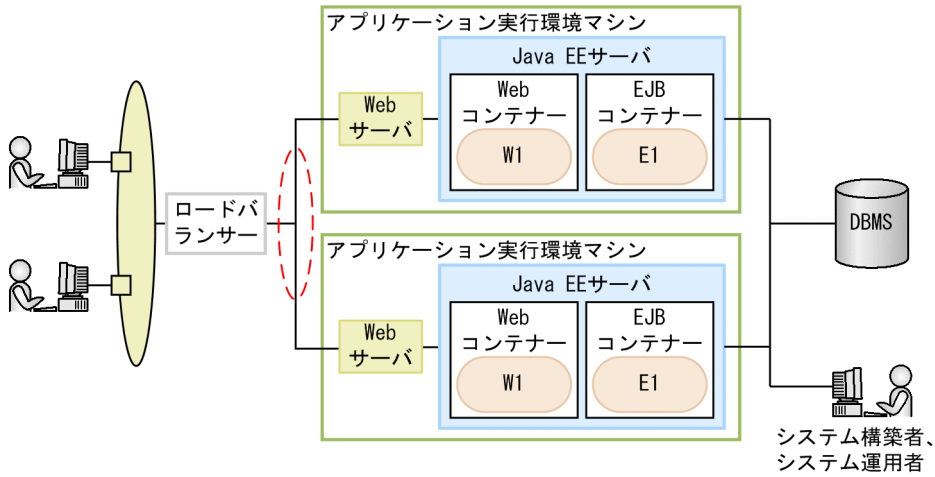 アプリケーション実行環境マシン
Java EEサーバ
Web
サーバ
Web
コンテナー
W1
EJB
コンテナー
E1
ロードバ
ランサー
DBMS
アプリケーション実行環境マシン
Java EEサーバ
Web
サーバ
Web
コンテナー
W1
EJB
コンテナー
E1
システム構築者、
システム運用者